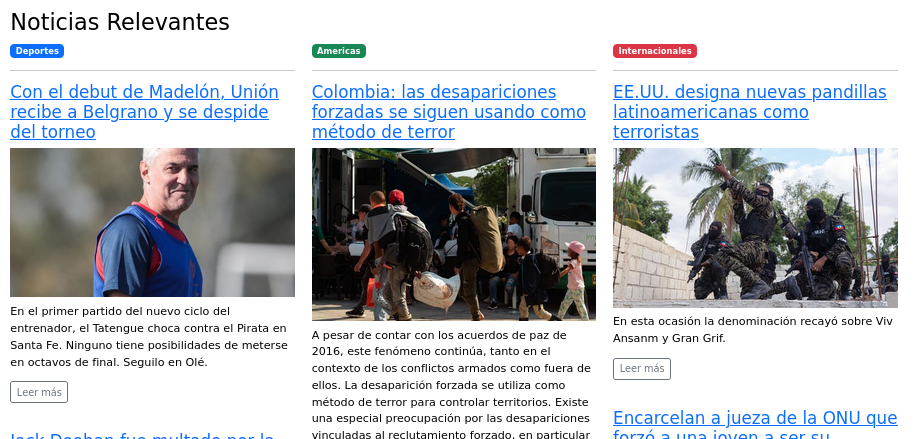 Noticias Relevantes
Deportes
Con el debut de Madelón, Unión
recibe a Belgrano y se despide
del torneo
En el primer partido del nuevo ciclo del
entrenador, el Tatengue choca contra el Pirata en
Santa Fe. Ninguno tiene posibilidades de meterse
en octavos de final. Seguilo en Olé.
Leer más
Jack Doohan fue multado por la
Americas
Colombia: las desapariciones
forzadas se siguen usando como
método de terror
A pesar de contar con los acuerdos de paz de
2016, este fenómeno continúa, tanto en el
contexto de los conflictos armados como fuera de
ellos. La desaparición forzada se utiliza como
método de terror para controlar territorios. Existe
una especial preocupación por las desapariciones
vinculadas al reclutamiento forzado, en particular
Internacionales
EE.UU. designa nuevas pandillas
latinoamericanas como
terroristas
En esta ocasión la denominación recayó sobre Viv
Ansanm y Gran Grif.
Leer más
Encarcelan a jueza de la ONU que
forzó a una joven a ser su